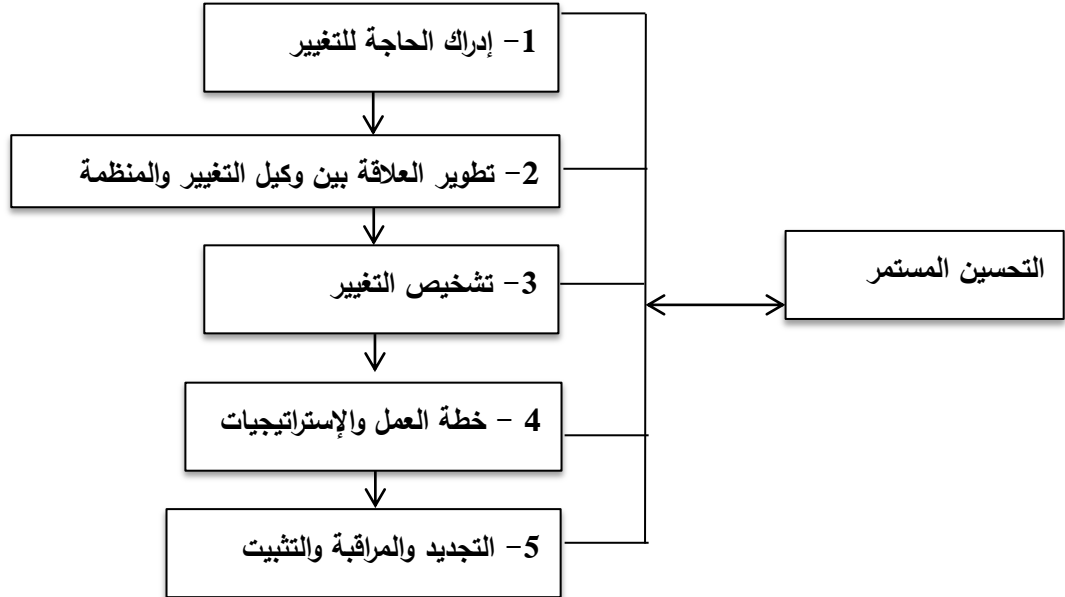 1- إدراك الحاجة للتغيير
2- تطوير العلاقة بين وكيل التغيير والمنظمة
3- تشخيص التغيير
التحسين المستمر
4 - خطة العمل والإستراتيجيات
5- التجديد والمراقبة والتثبيت